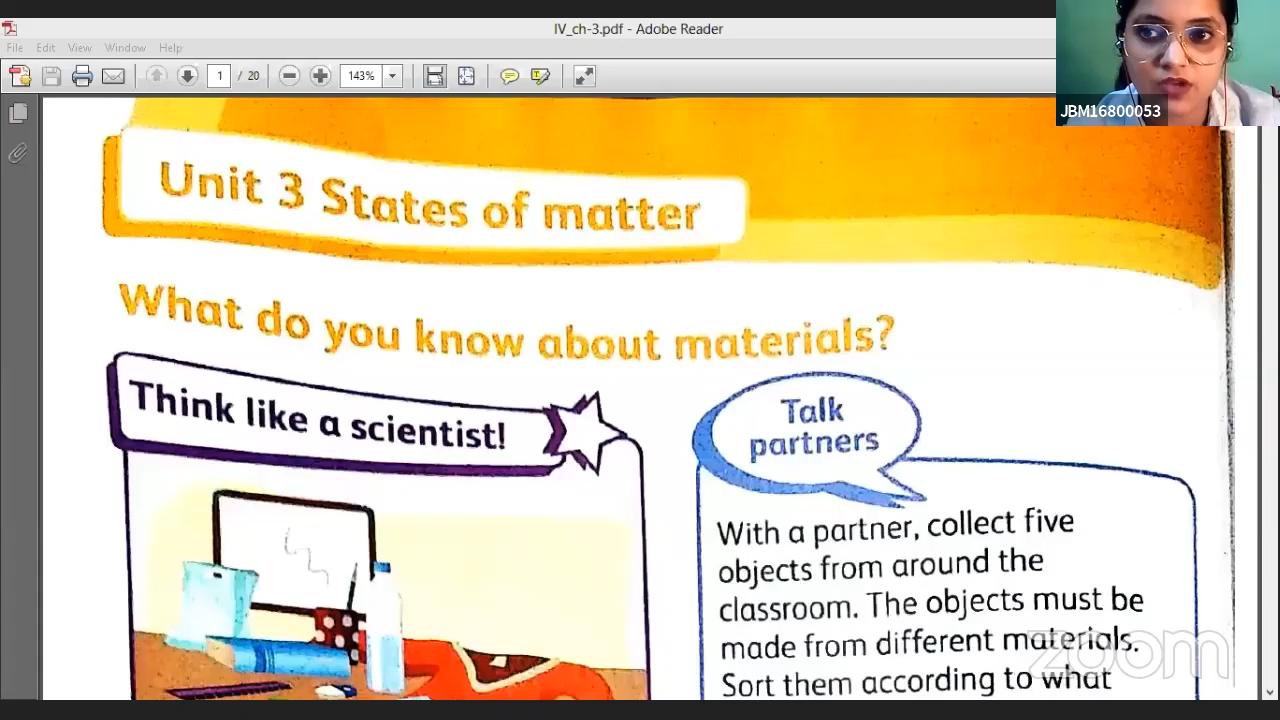 IV_ch-3.pdf - Adobe Reader
File Edit View Window Help
1 / 20 143%
JBM16800053
Unit 3 States of matter
What do you know about materials?
Think like a scientist!
Talk
partners
With a partner, collect five
objects from around the
classroom. The objects must be
made from different materials.
Sort them according to what
zoom